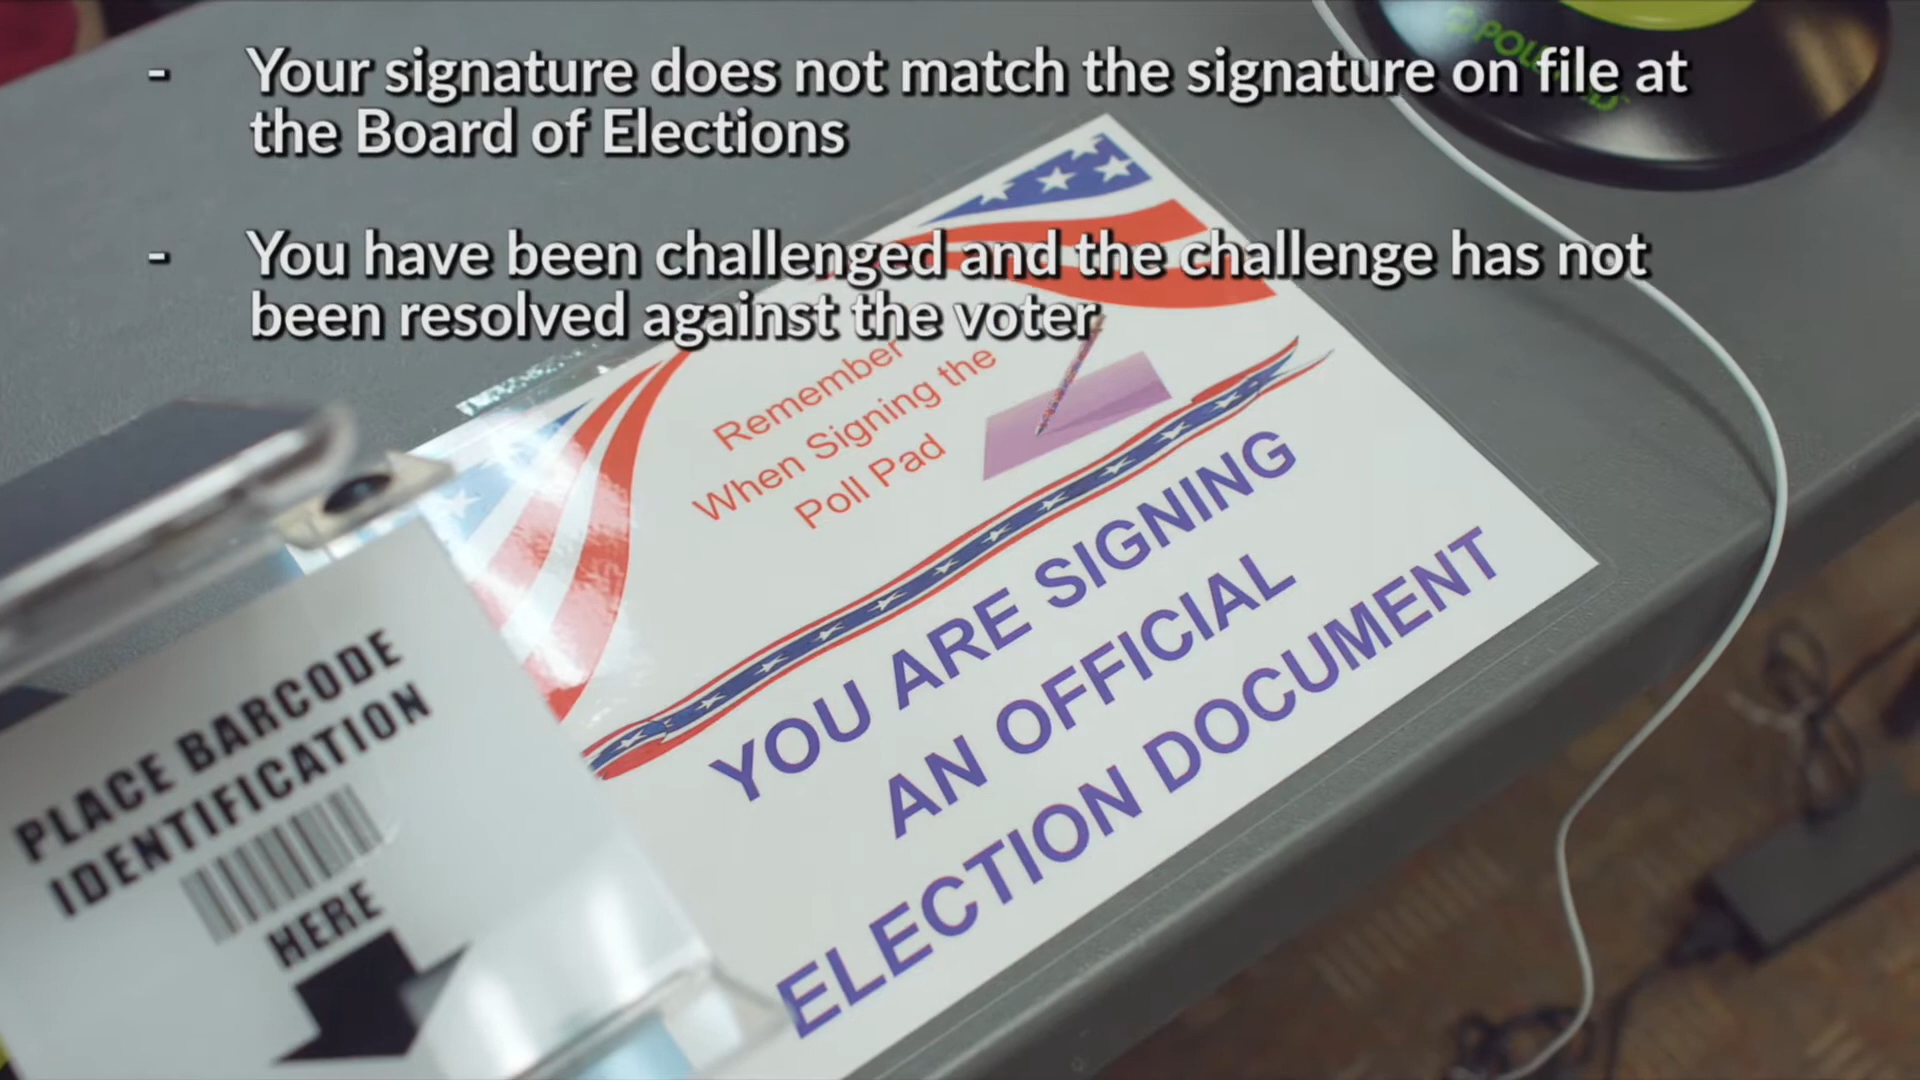 - Your signature does not match the signature on file at
the Board of Elections
- You have been challenged and the challenge has not
been resolved against the voter
Remember
When Signing the
Poll Pad
YOU ARE SIGNING
AN OFFICIAL
ELECTION DOCUMENT
PLACE BARCODE
IDENTIFICATION
HERE